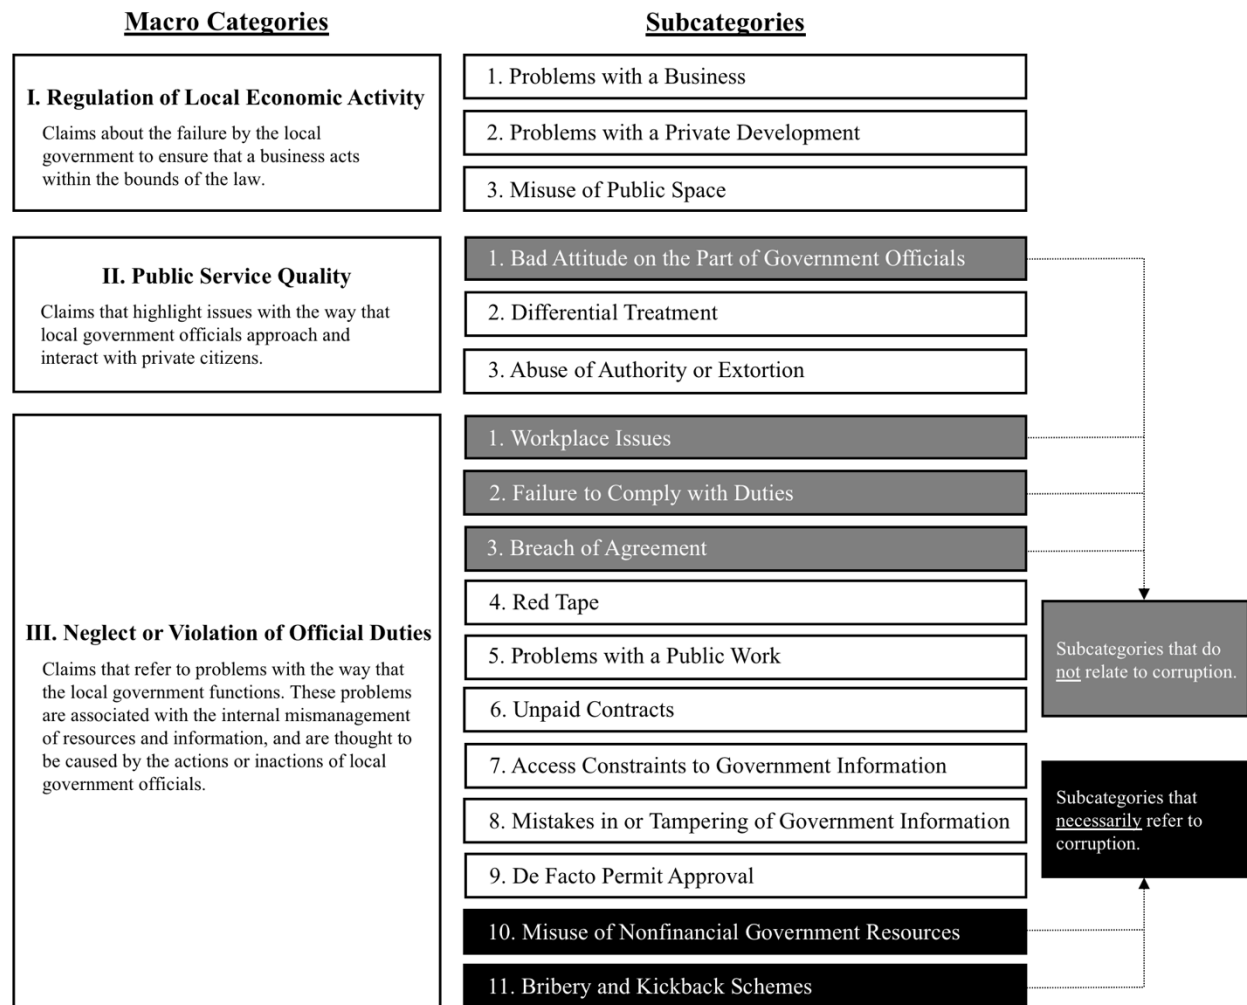 Macro Categories
Subcategories
I. Regulation of Local Economic Activity
Claims about the failure by the local
government to ensure that a business acts
within the bounds of the law.
1. Problems with a Business
2. Problems with a Private Development
3. Misuse of Public Space
II. Public Service Quality
Claims that highlight issues with the way that
local government officials approach and
interact with private citizens.
1. Bad Attitude on the Part of Government Officials
2. Differential Treatment
3. Abuse of Authority or Extortion
III. Neglect or Violation of Official Duties
Claims that refer to problems with the way that
the local government functions. These problems
are associated with the internal mismanagement
of resources and information, and are thought to
be caused by the actions or inactions of local
government officials.
1. Workplace Issues
2. Failure to Comply with Duties
3. Breach of Agreement
4. Red Tape
5. Problems with a Public Work
6. Unpaid Contracts
7. Access Constraints to Government Information
8. Mistakes in or Tampering of Government Information
9. De Facto Permit Approval
10. Misuse of Nonfinancial Government Resources
11. Bribery and Kickback Schemes
Subcategories that do
not relate to corruption.
Subcategories that
necessarily refer to
corruption.